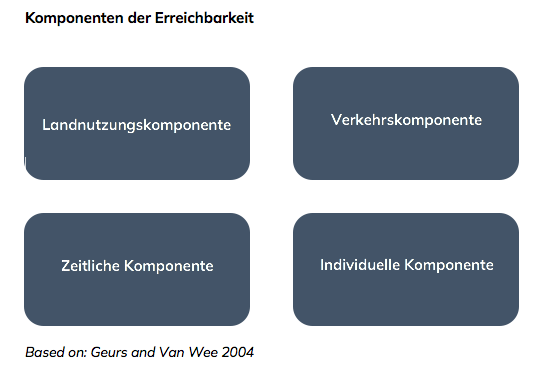 Komponenten der Erreichbarkeit
Landnutzungskomponente
Verkehrskomponente
Zeitliche Komponente
Individuelle Komponente
Based on: Geurs and Van Wee 2004